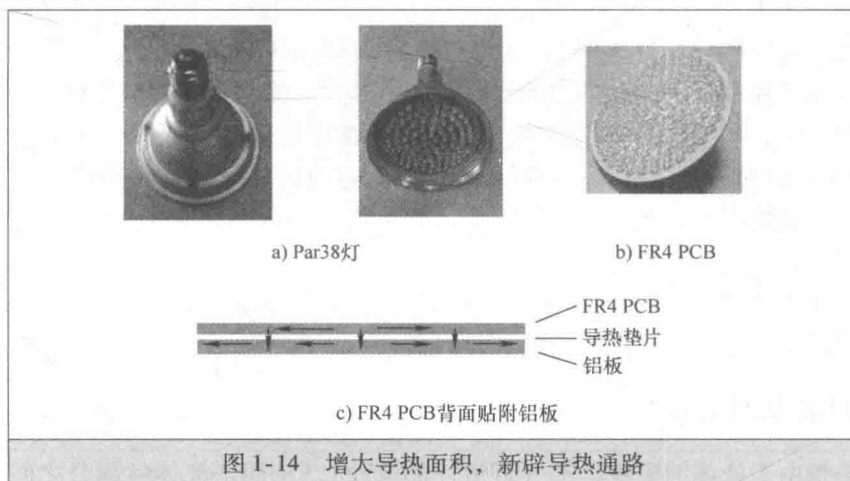 a) Par38灯
b) FR4 PCB
FR4 PCB
导热垫片
铝板
c) FR4 PCB背面贴附铝板
图 1-14 增大导热面积，新辟导热通路